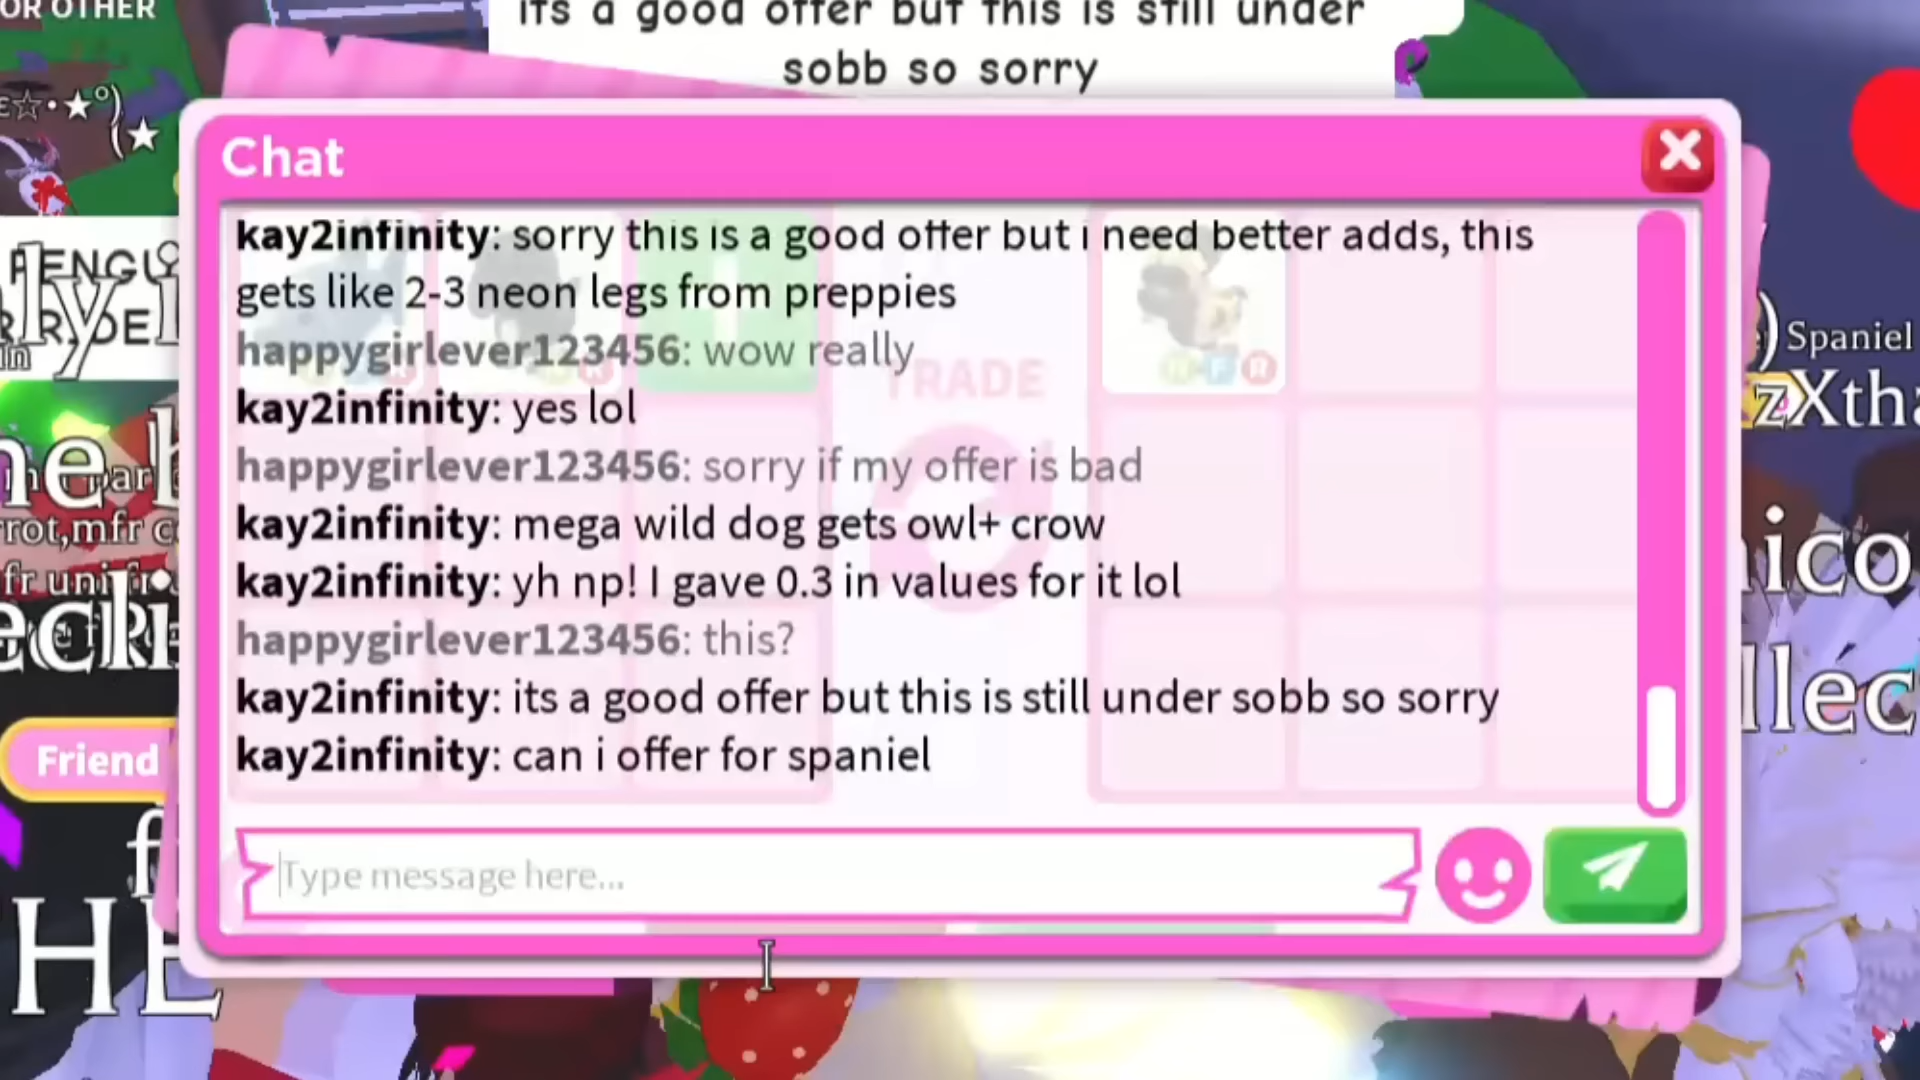 OR OTHER
its a good offer but this is still under
sobb so sorry
Chat
kay2infinity: sorry this is a good offer but i need better adds, this
gets like 2-3 neon legs from preppies
happygirlever123456: wow really
TRADE
kay2infinity: yes lol
happygirlever123456: sorry if my offer is bad
kay2infinity: mega wild dog gets owl+ crow
kay2infinity: yh np! I gave 0.3 in values for it lol
happygirlever123456: this?
kay2infinity: its a good offer but this is still under sobb so sorry
kay2infinity: can i offer for spaniel
Type message here...
Friend
Spaniel